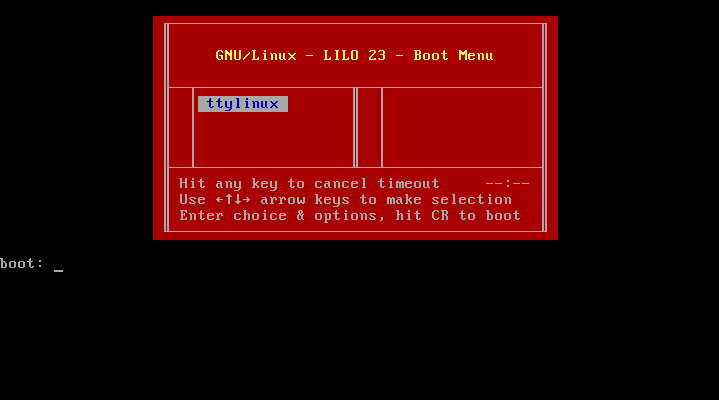 GNU/Linux - LILO 23 - Boot Menu
ttylinux
Hit any key to cancel timeout --:--
Use ←↑↓→ arrow keys to make selection
Enter choice & options, hit CR to boot
boot: _